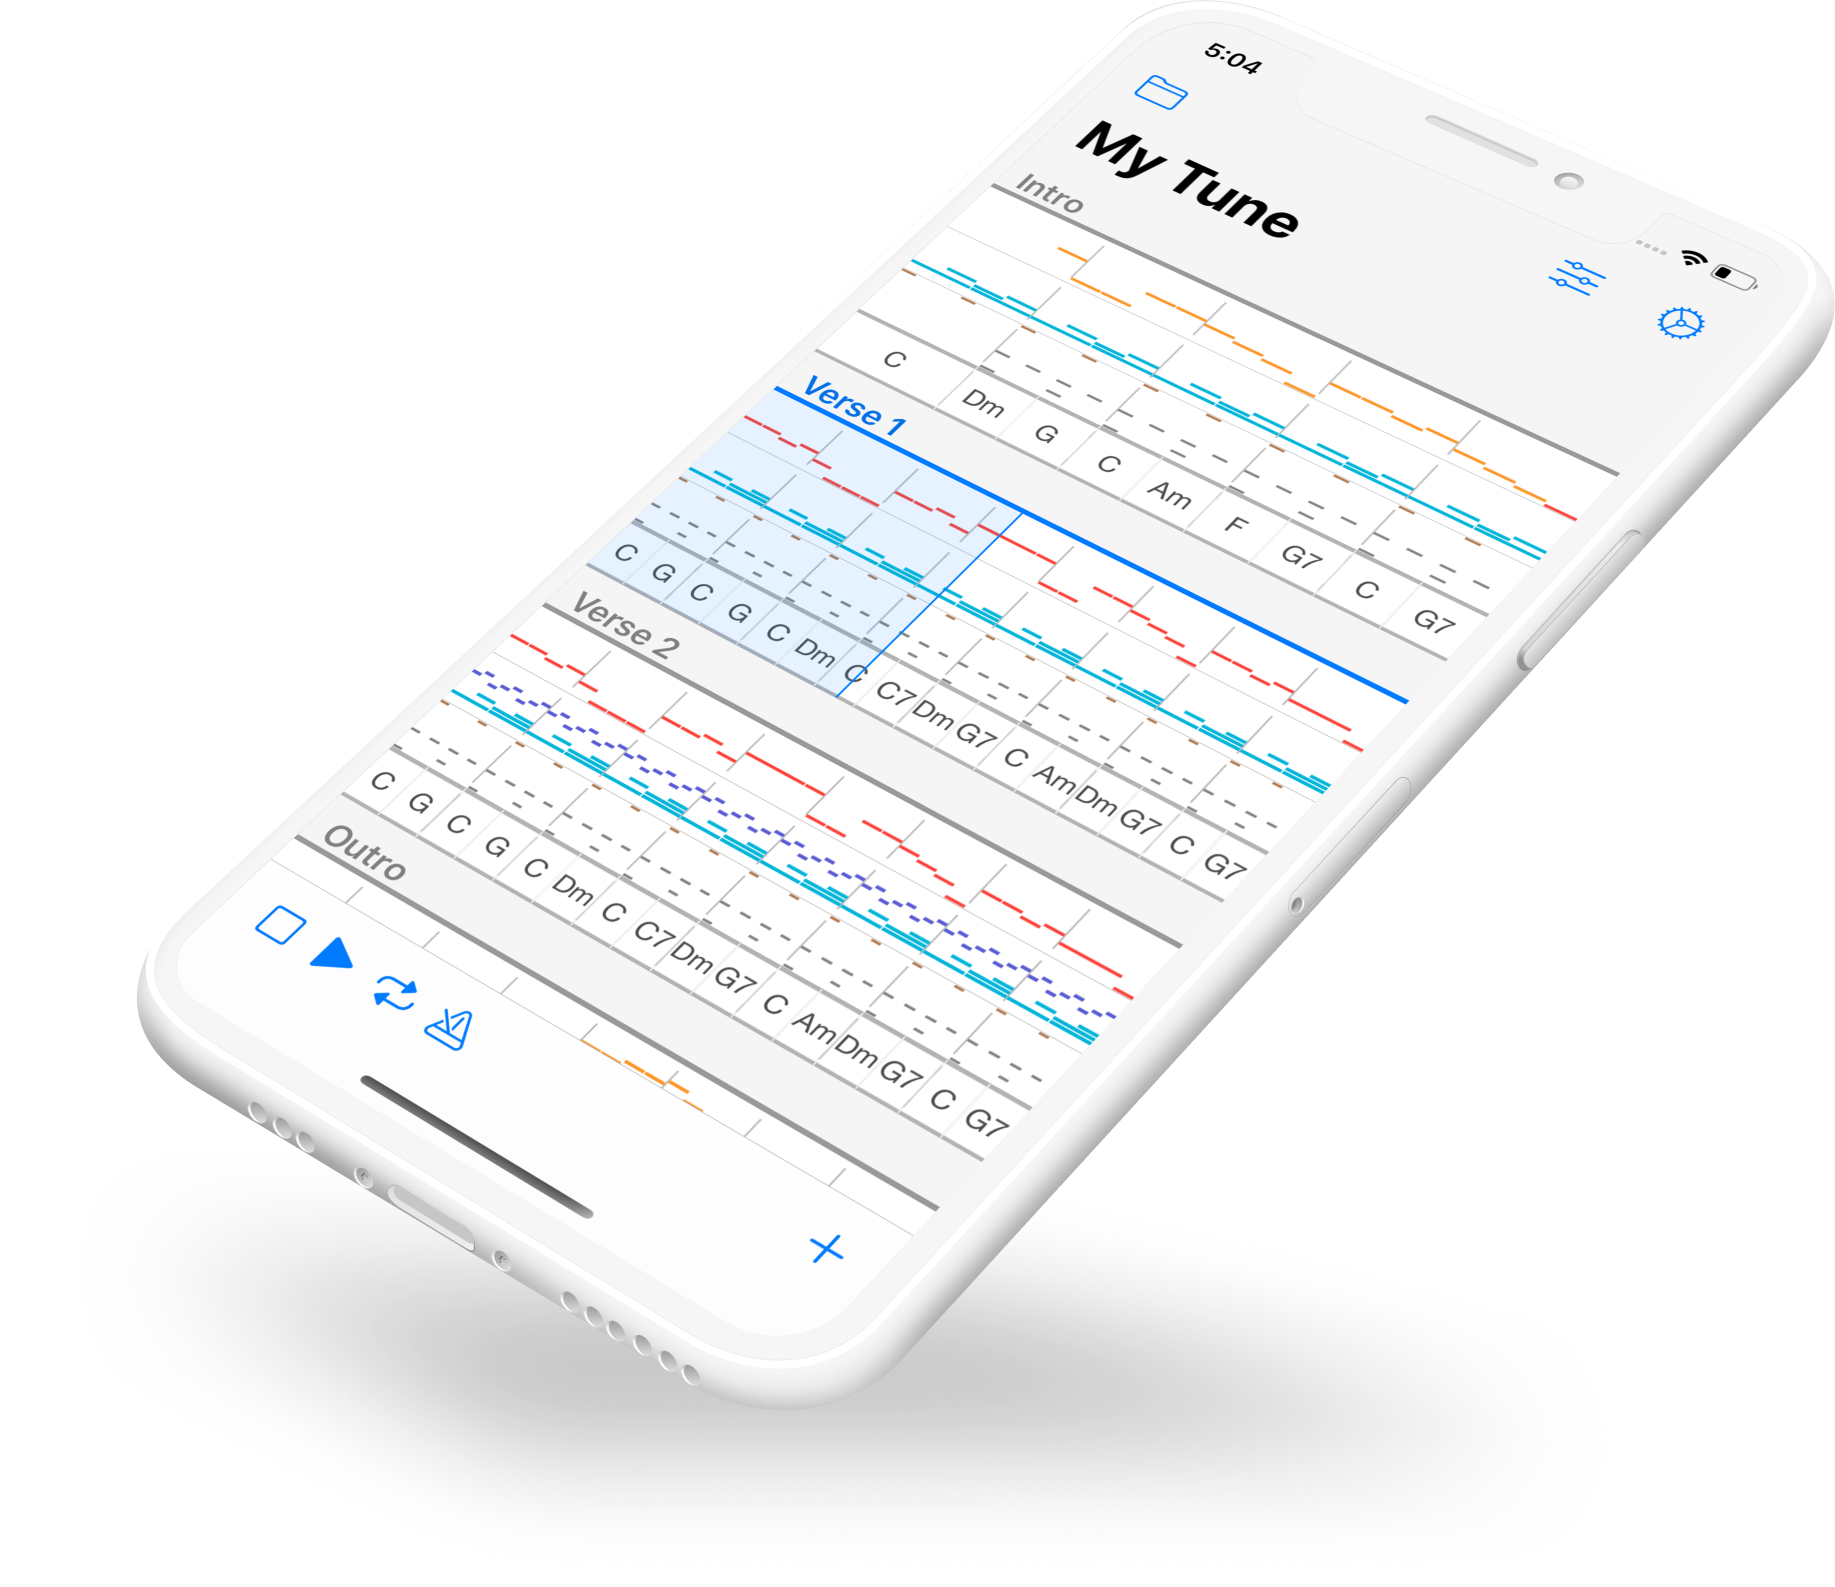 5:04
My Tune
Intro
C Dm G C Am F G7 C G7
Verse 1
C G C G C Dm C C7 Dm G7 C Am Dm G7 C G7
Verse 2
C G C G C Dm C C7 Dm G7 C Am Dm G7 C G7
Outro